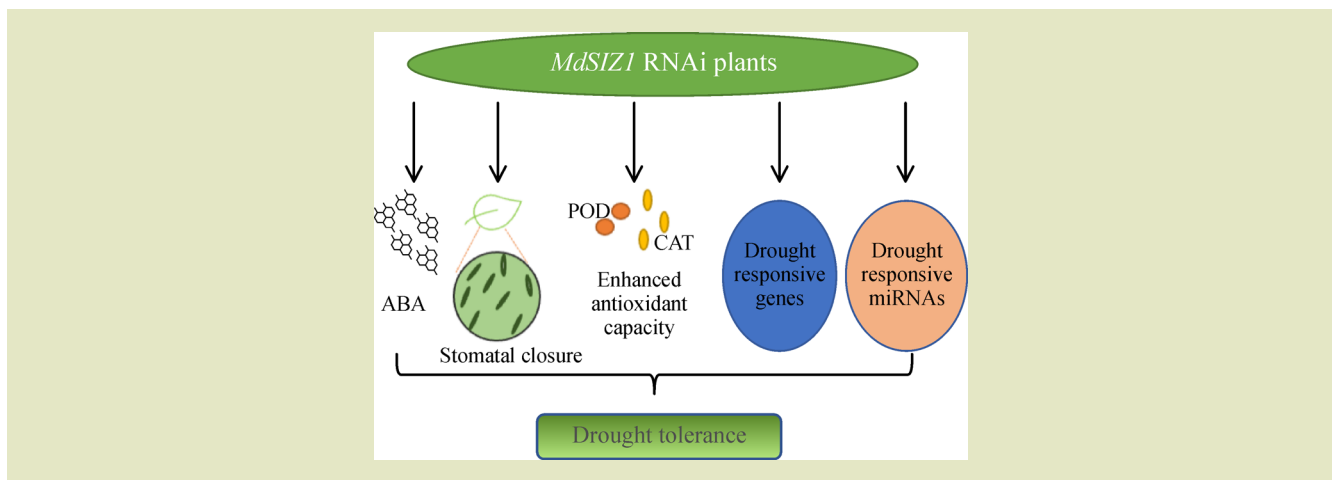 MdSIZ1 RNAi plants
ABA
Stomatal closure
POD
CAT
Enhanced
antioxidant
capacity
Drought
responsive
genes
Drought
responsive
miRNAs
Drought tolerance